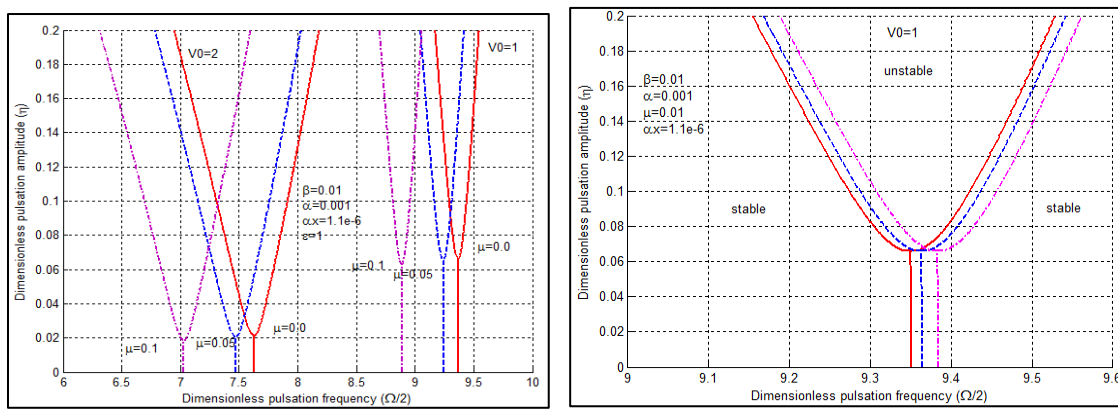 0.2
0.18
0.16
0.14
0.12
0.1
0.08
0.06
0.04
0.02
0
Dimensionless pulsation amplitude (η)
V0=2
V0=1
β=0.01
α=0.001
αx=1.1e-6
ε=1
μ=0.1
μ=0.05
μ=0.0
μ=0.1
μ=0.05
μ=0.0
6 6.5 7 7.5 8 8.5 9 9.5 10
Dimensionless pulsation frequency (Ω/2)
0.2
0.18
0.16
0.14
0.12
0.1
0.08
0.06
0.04
0.02
0
Dimensionless pulsation amplitude (η)
V0=1
unstable
β=0.01
α=0.001
μ=0.01
αx=1.1e-6
stable
stable
9 9.1 9.2 9.3 9.4 9.5 9.6
Dimensionless pulsation frequency (Ω/2)